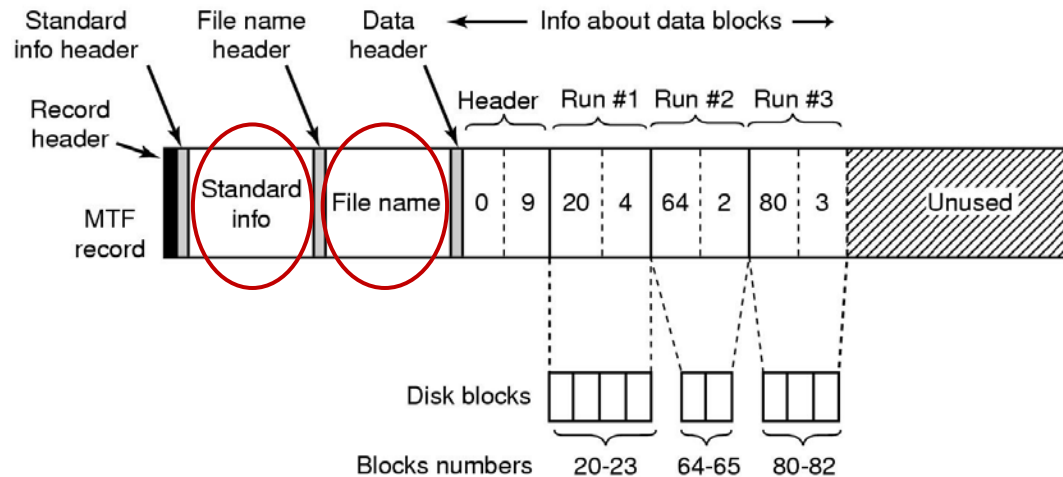 Standard
info header
File name
header
Data
header
Info about data blocks
Record
header
Header
Run #1
Run #2
Run #3
MTF
record
Standard
info
File name
0
9
20
4
64
2
80
3
Unused
Disk blocks
Blocks numbers
20-23
64-65
80-82